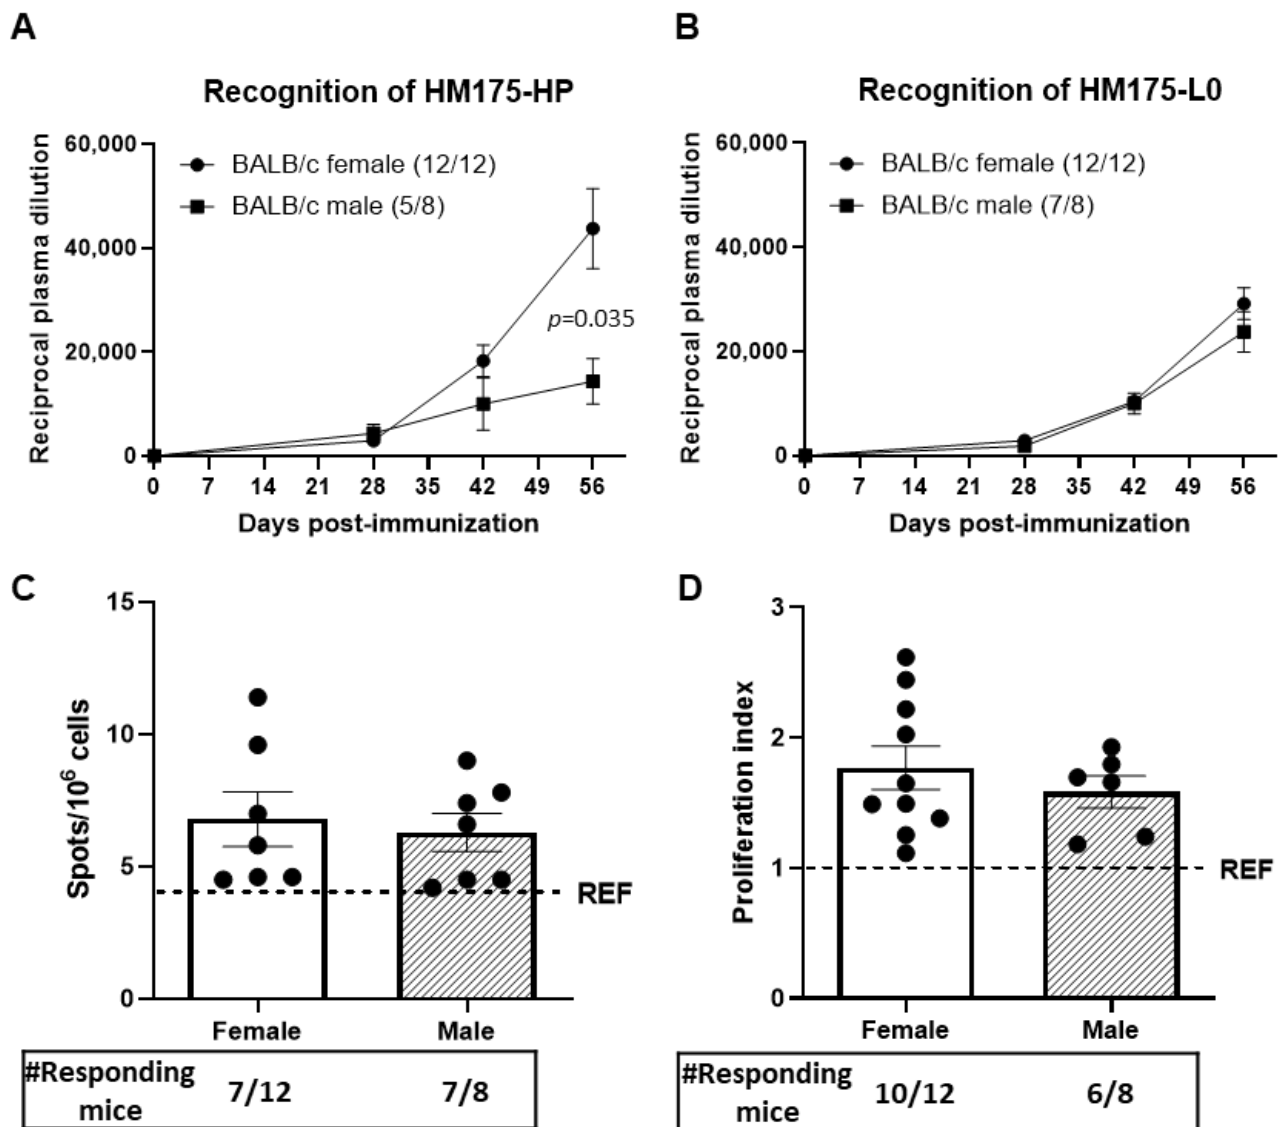 A
Recognition of HM175-HP
Reciprocal plasma dilution
60,000
40,000
20,000
0
BALB/c female (12/12)
BALB/c male (5/8)
p=0.035
0 7 14 21 28 35 42 49 56
Days post-immunization
B
Recognition of HM175-L0
Reciprocal plasma dilution
60,000
40,000
20,000
0
BALB/c female (12/12)
BALB/c male (7/8)
0 7 14 21 28 35 42 49 56
Days post-immunization
C
Spots/10⁶ cells
15
10
5
0
REF
Female Male
#Responding
mice
7/12 7/8
D
Proliferation index
3
2
1
0
REF
Female Male
#Responding
mice
10/12 6/8